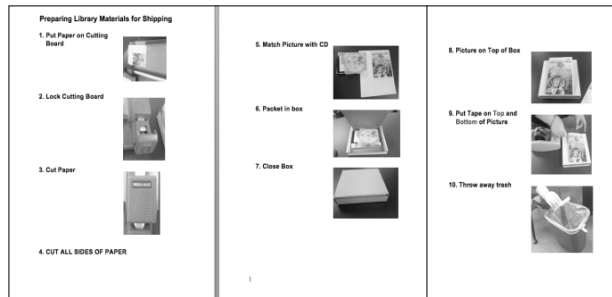 Preparing Library Materials for Shipping
1. Put Paper on Cutting
Board
2. Lock Cutting Board
3. Cut Paper
4. CUT ALL SIDES OF PAPER
5. Match Picture with CD
6. Packet in box
7. Close Box
8. Picture on Top of Box
9. Put Tape on Top and
Bottom of Picture
10. Throw away trash